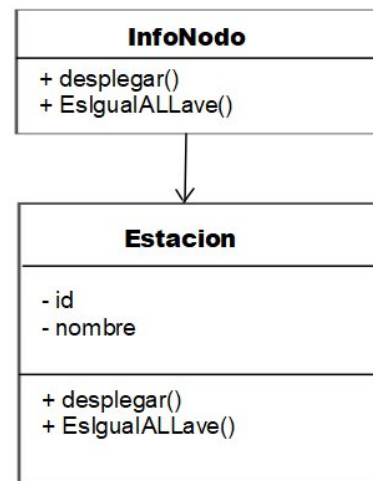 InfoNodo
+ desplegar()
+ EsIgualALLave()
Estacion
- id
- nombre
+ desplegar()
+ EsIgualALLave()